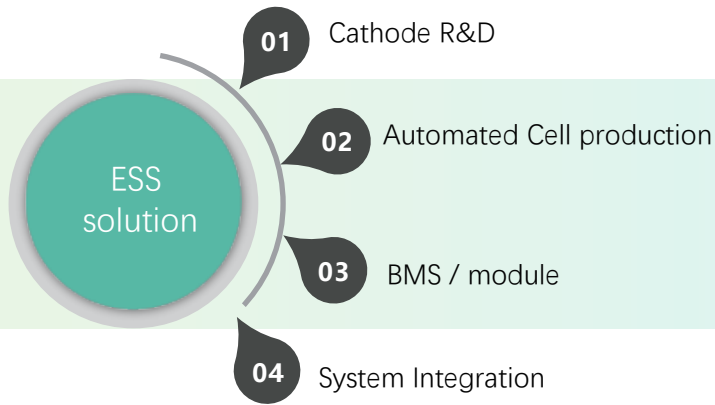 01 Cathode R&D
02 Automated Cell production
ESS
solution
03 BMS / module
04 System Integration